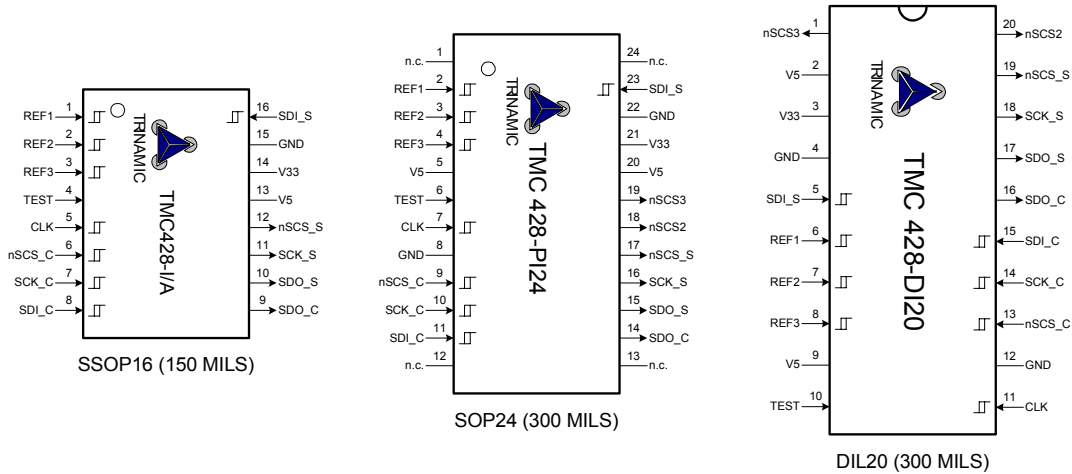 1 REF1
2 REF2
3 REF3
4 TEST
5 CLK
6 nSCS_C
7 SCK_C
8 SDI_C
16 SDI_S
15 GND
14 V33
13 V5
12 nSCS_S
11 SCK_S
10 SDO_S
9 SDO_C
TRINAMIC
TMC428-I/A
SSOP16 (150 MILS)
1 n.c.
2 REF1
3 REF2
4 REF3
5 V5
6 TEST
7 CLK
8 GND
9 nSCS_C
10 SCK_C
11 SDI_C
12 n.c.
24 n.c.
23 SDI_S
22 GND
21 V33
20 V5
19 nSCS3
18 nSCS2
17 nSCS_S
16 SCK_S
15 SDO_S
14 SDO_C
13 n.c.
TRINAMIC
TMC 428-PI24
SOP24 (300 MILS)
1 nSCS3
2 V5
3 V33
4 GND
5 SDI_S
6 REF1
7 REF2
8 REF3
9 V5
10 TEST
20 nSCS2
19 nSCS_S
18 SCK_S
17 SDO_S
16 SDO_C
15 SDI_C
14 SCK_C
13 nSCS_C
12 GND
11 CLK
TRINAMIC
TMC 428-DI20
DIL20 (300 MILS)